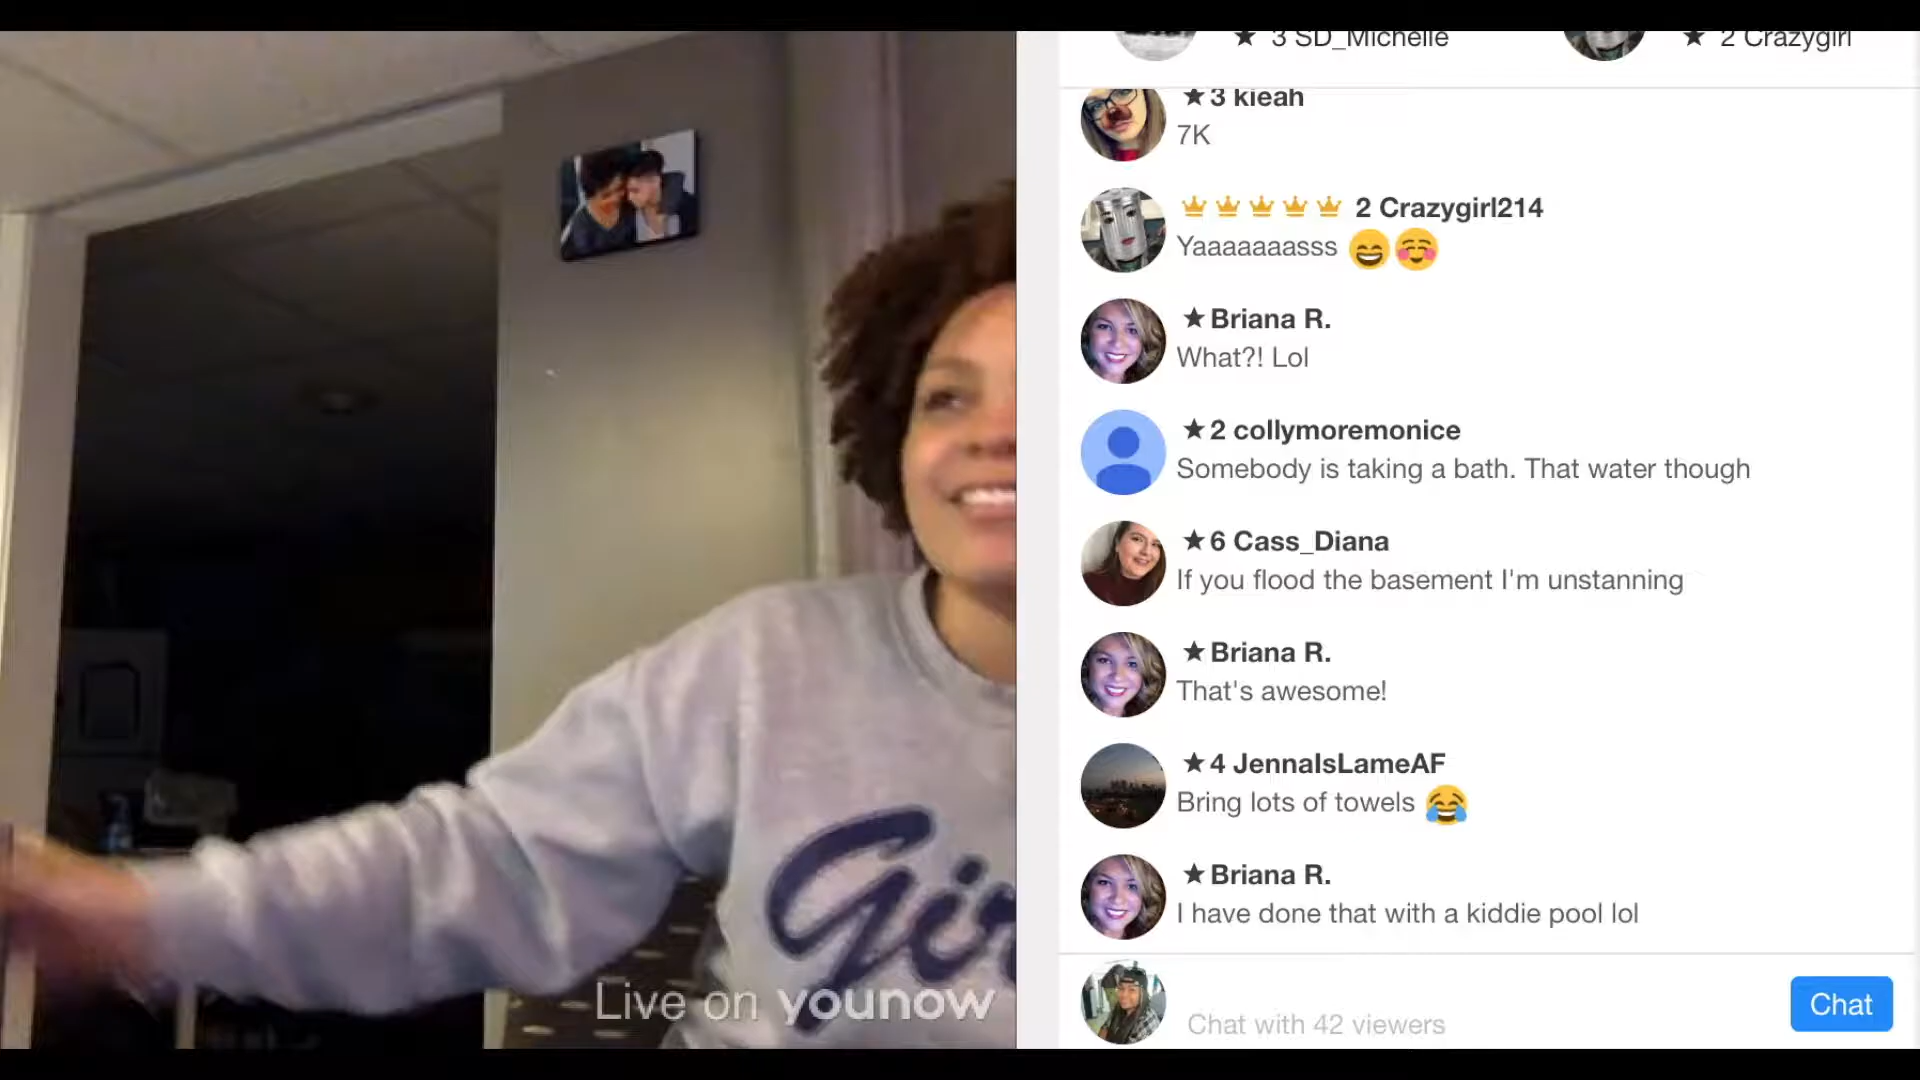 ★ 3 SD_Michelle
★ 2 Crazygirl
★3 kieah
7K
2 Crazygirl214
Yaaaaaaasss 😄☺️
★Briana R.
What?! Lol
★2 collymoremonice
Somebody is taking a bath. That water though
★6 Cass_Diana
If you flood the basement I'm unstanning
★Briana R.
That's awesome!
★4 JennaIsLameAF
Bring lots of towels 😂
★Briana R.
I have done that with a kiddie pool lol
Chat with 42 viewers
Chat
Gir
Live on younow